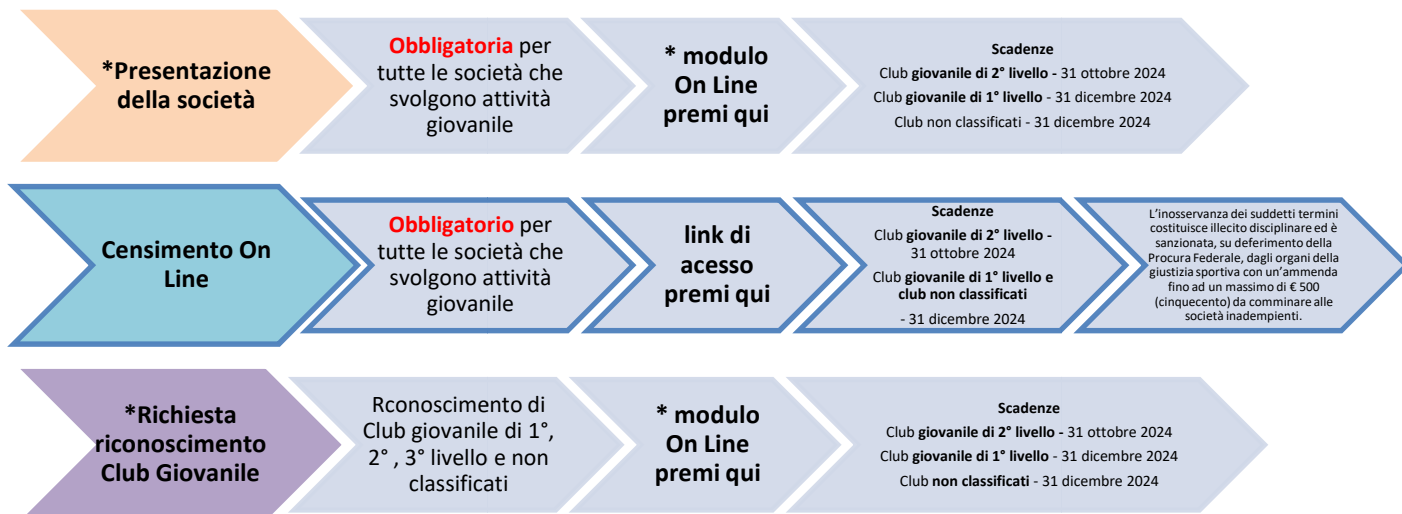 *Presentazione
della società
Obbligatoria per
tutte le società che
svolgono attività
giovanile
* modulo
On Line
premi qui
Scadenze
Club giovanile di 2° livello - 31 ottobre 2024
Club giovanile di 1° livello - 31 dicembre 2024
Club non classificati - 31 dicembre 2024
Censimento On
Line
Obbligatorio per
tutte le società che
svolgono attività
giovanile
link di
acesso
premi qui
Scadenze
Club giovanile di 2° livello -
31 ottobre 2024
Club giovanile di 1° livello e
club non classificati
- 31 dicembre 2024
L'inosservanza dei suddetti termini
costituisce illecito disciplinare ed è
sanzionata, su deferimento della
Procura Federale, dagli organi della
giustizia sportiva con un'ammenda
fino ad un massimo di € 500
(cinquecento) da comminare alle
società inadempienti.
*Richiesta
riconoscimento
Club Giovanile
Rconoscimento di
Club giovanile di 1°,
2° , 3° livello e non
classificati
* modulo
On Line
premi qui
Scadenze
Club giovanile di 2° livello - 31 ottobre 2024
Club giovanile di 1° livello - 31 dicembre 2024
Club non classificati - 31 dicembre 2024